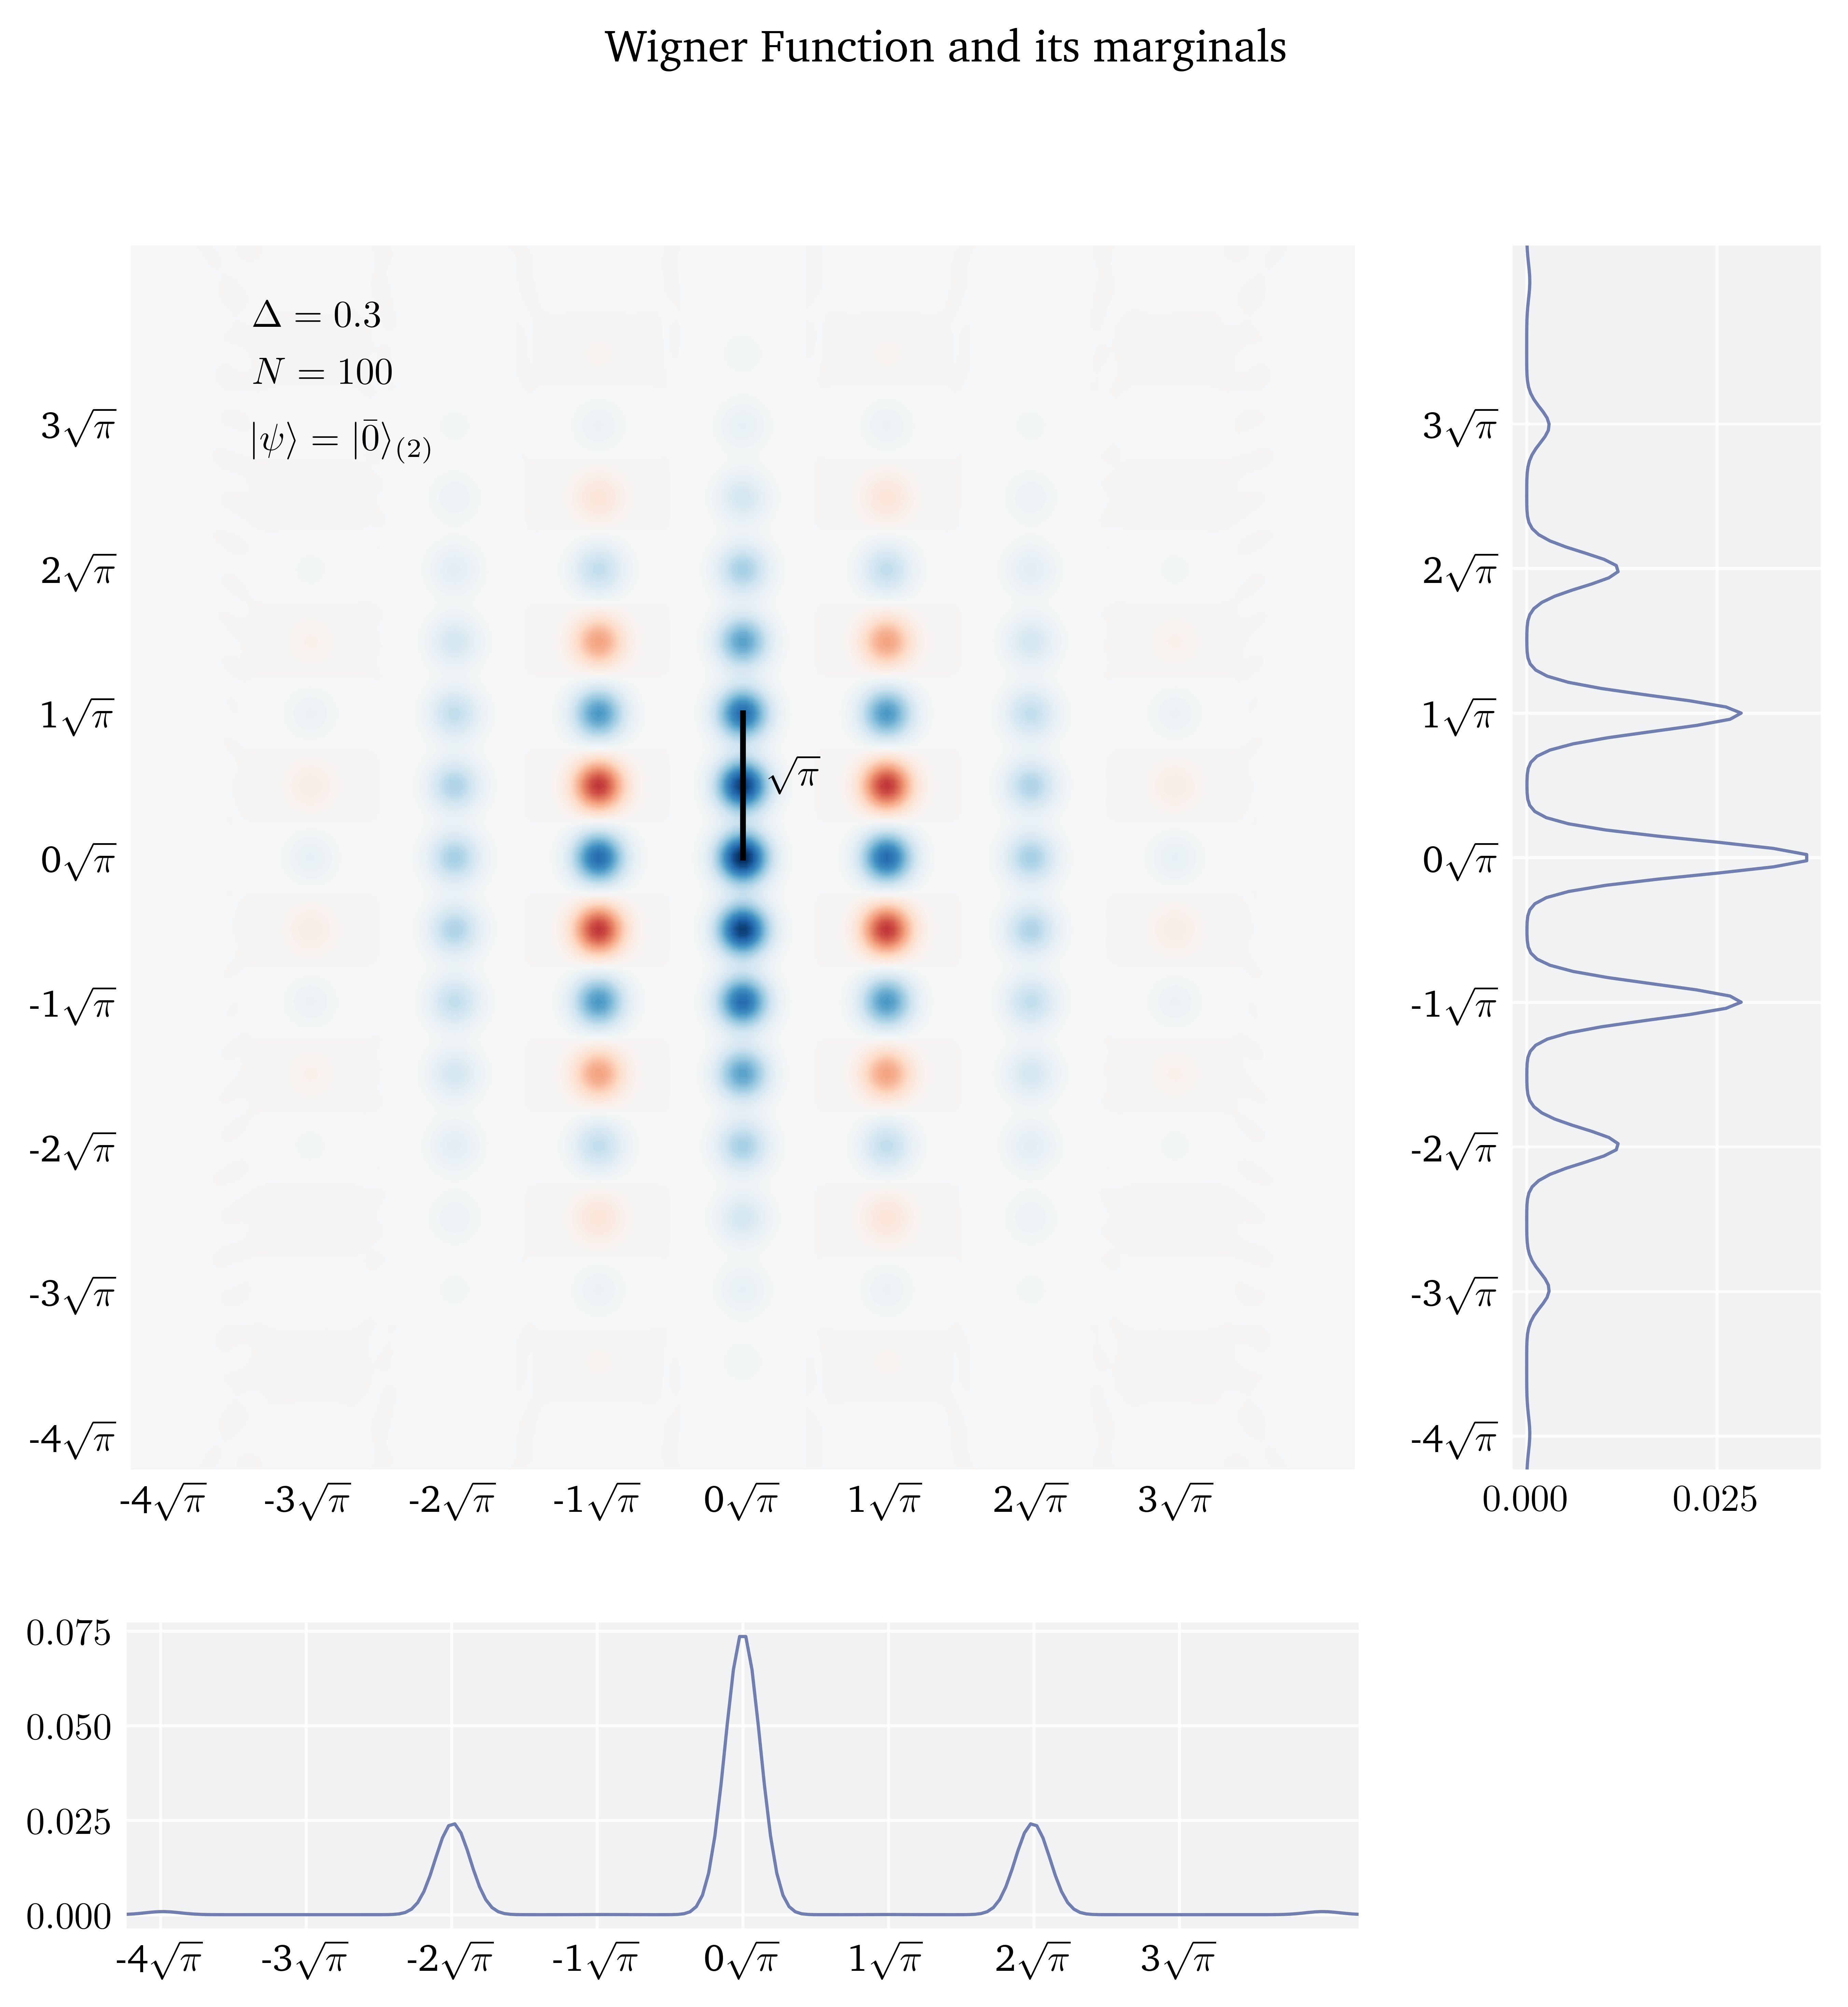 Wigner Function and its marginals
Δ = 0.3
N = 100
|ψ⟩ = |0̄⟩₍₂₎
3√π
2√π
1√π
0√π
-1√π
-2√π
-3√π
-4√π
√π
-4√π -3√π -2√π -1√π 0√π 1√π 2√π 3√π
3√π
2√π
1√π
0√π
-1√π
-2√π
-3√π
-4√π
0.000 0.025
0.075
0.050
0.025
0.000
-4√π -3√π -2√π -1√π 0√π 1√π 2√π 3√π